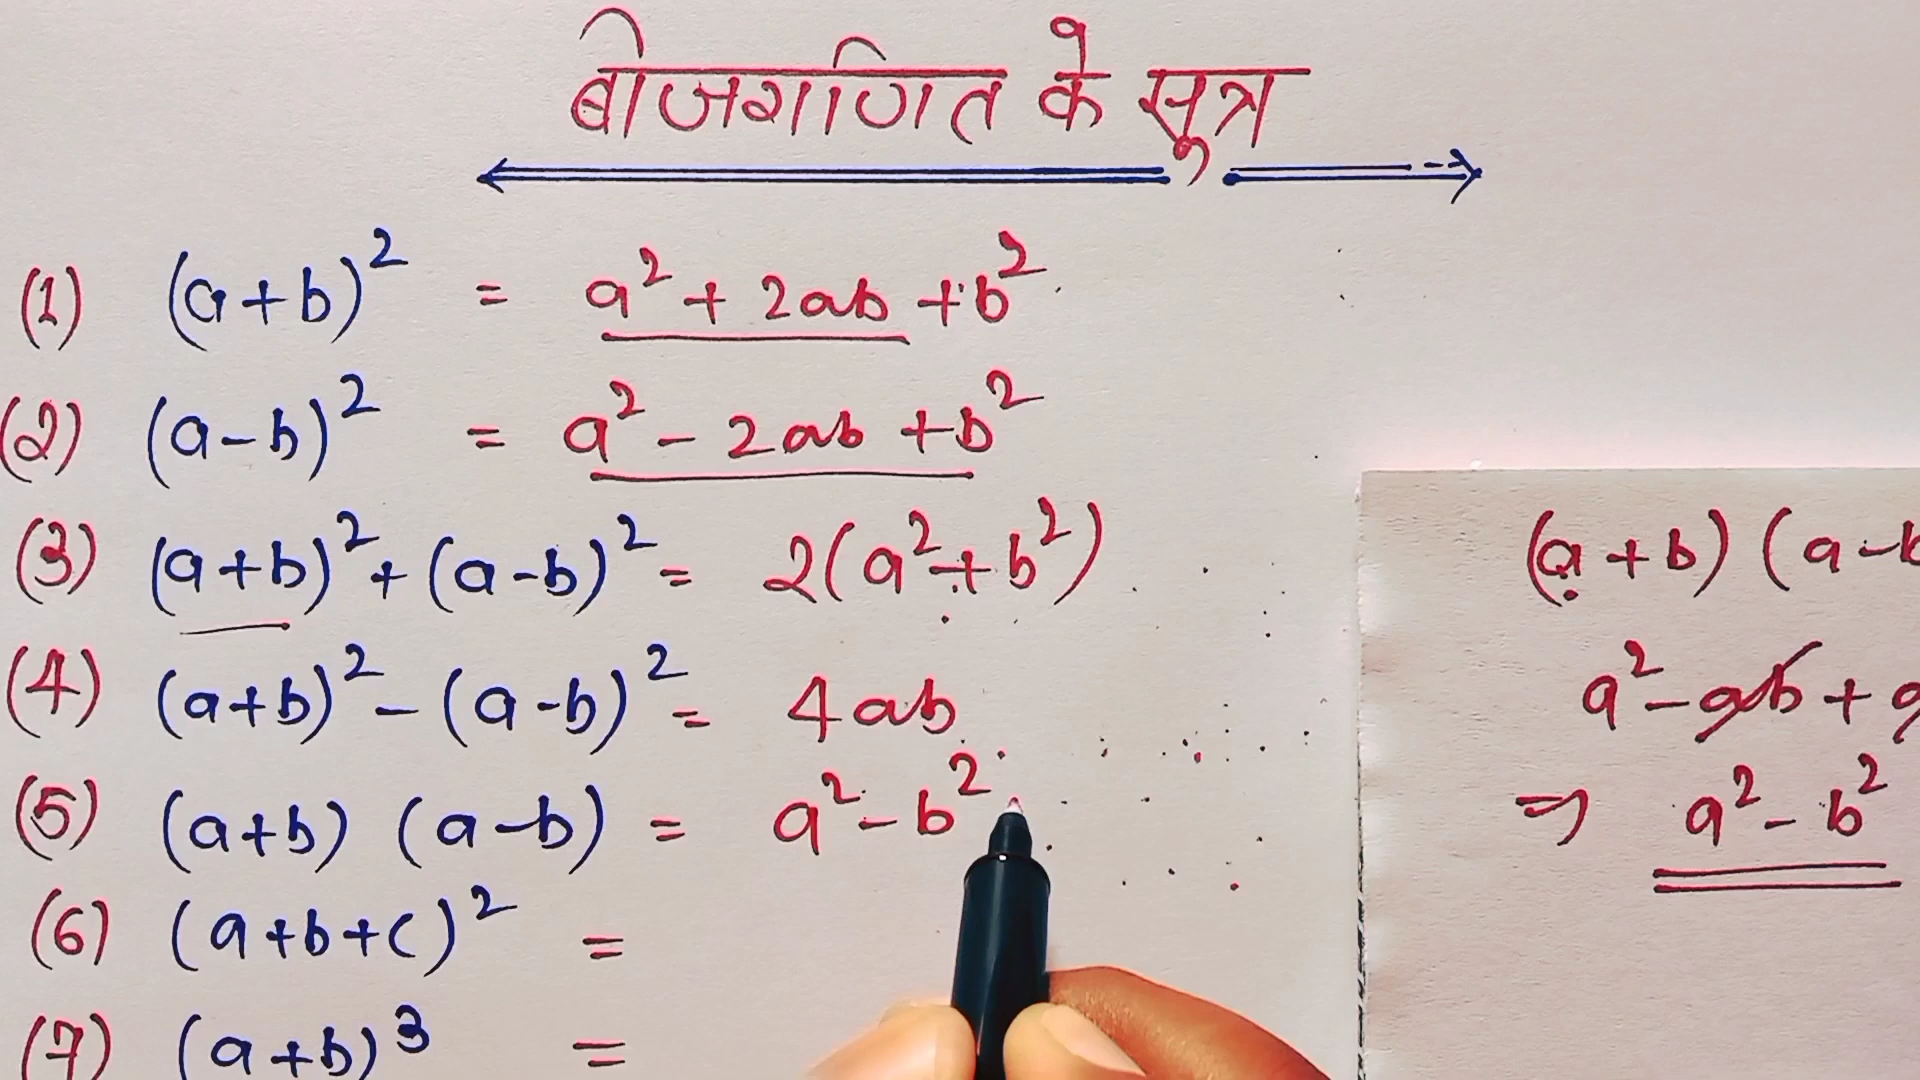 बीजगणित के सूत्र
(1) (a+b)² = a² + 2ab + b²
(2) (a-b)² = a² - 2ab + b²
(3) (a+b)² + (a-b)² = 2(a² + b²)
(4) (a+b)² - (a-b)² = 4ab
(5) (a+b) (a-b) = a² - b²
(6) (a+b+c)² =
(7) (a+b)³ =
(a+b) (a-b
a² - ab + a
⇒ a² - b²